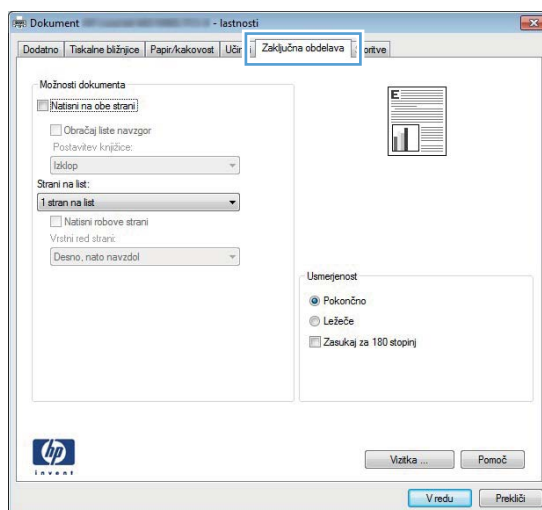 Dokument - lastnosti
Dodatno Tiskalne bližnjice Papir/kakovost Zaključna obdelava
Možnosti dokumenta
Natisni na obe strani
Obračaj liste navzgor
Postavitev knjižice:
Izklop
Strani na list:
1 stran na list
Natisni robove strani
Vrstni red strani:
Desno, nato navzdol
E
Usmerjenost
Pokončno
Ležeče
Zasukaj za 180 stopinj
hp
invent
Vizitka ... Pomoč
V redu Prekliči